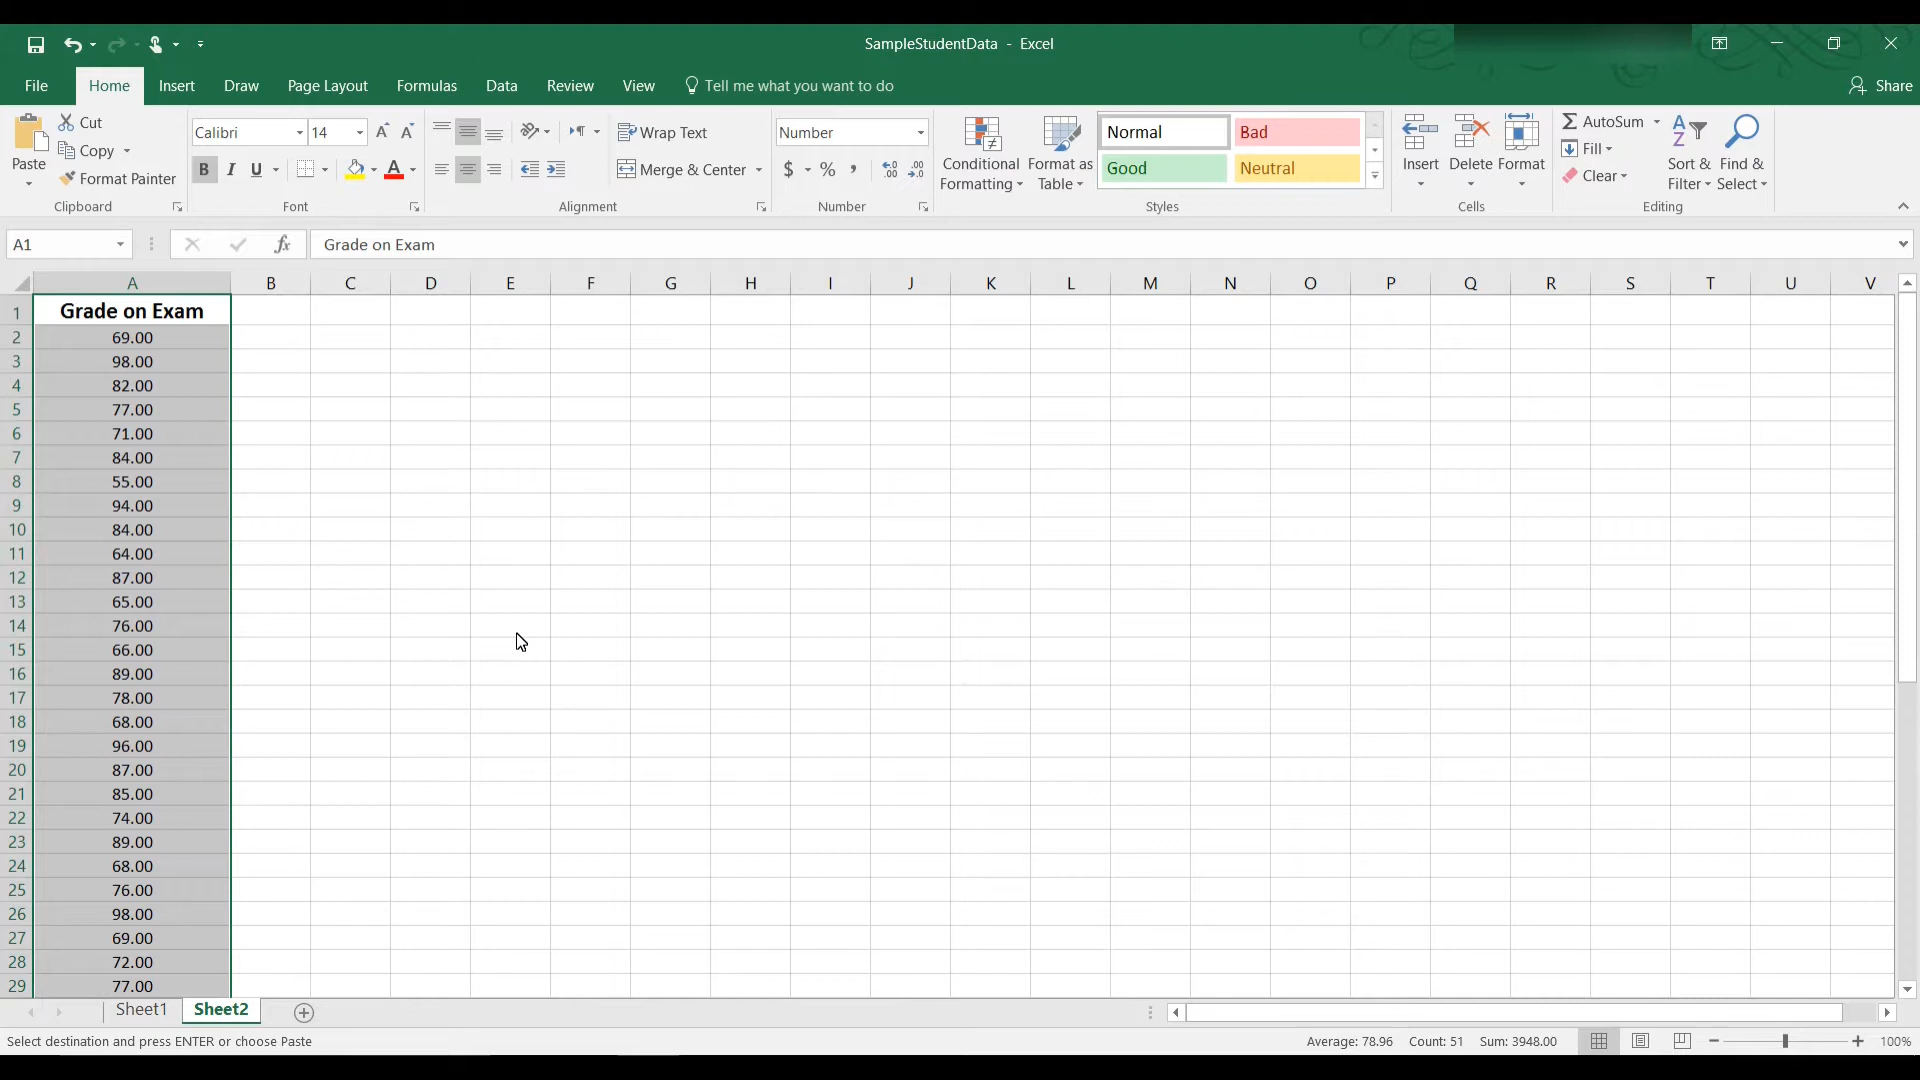 SampleStudentData - Excel
File Home Insert Draw Page Layout Formulas Data Review View Tell me what you want to do Share
Paste
Cut
Copy
Format Painter
Clipboard
Calibri 14
B I U A
Font
Wrap Text
Merge & Center
Alignment
Number
$ % ,
Number
Conditional Formatting
Format as Table
Normal Bad
Good Neutral
Styles
Insert Delete Format
Cells
AutoSum
Fill
Clear
Sort & Filter
Find & Select
Editing
A1 fx Grade on Exam
A B C D E F G H I J K L M N O P Q R S T U V
1 Grade on Exam
2 69.00
3 98.00
4 82.00
5 77.00
6 71.00
7 84.00
8 55.00
9 94.00
10 84.00
11 64.00
12 87.00
13 65.00
14 76.00
15 66.00
16 89.00
17 78.00
18 68.00
19 96.00
20 87.00
21 85.00
22 74.00
23 89.00
24 68.00
25 76.00
26 98.00
27 69.00
28 72.00
29 77.00
Sheet1 Sheet2
Select destination and press ENTER or choose Paste Average: 78.96 Count: 51 Sum: 3948.00 100%